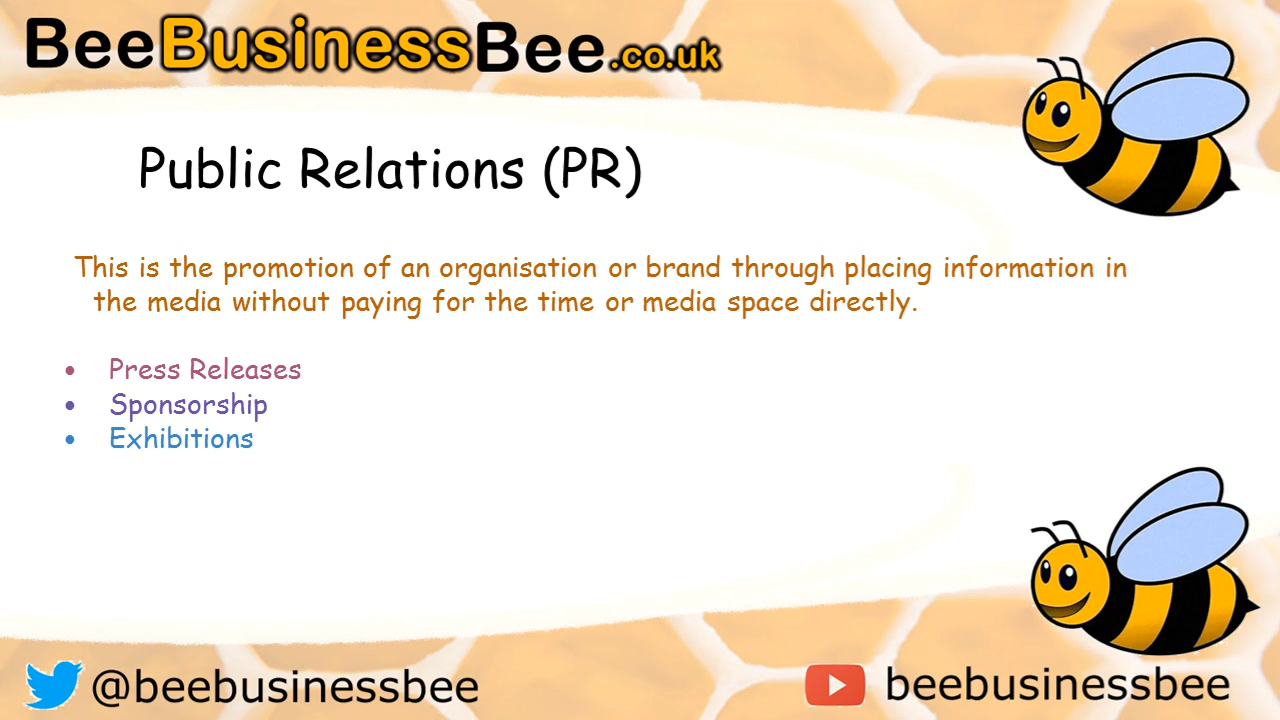 BeeBusinessBee.co.uk
Public Relations (PR)
This is the promotion of an organisation or brand through placing information in
the media without paying for the time or media space directly.
• Press Releases
• Sponsorship
• Exhibitions
@beebusinessbee
beebusinessbee